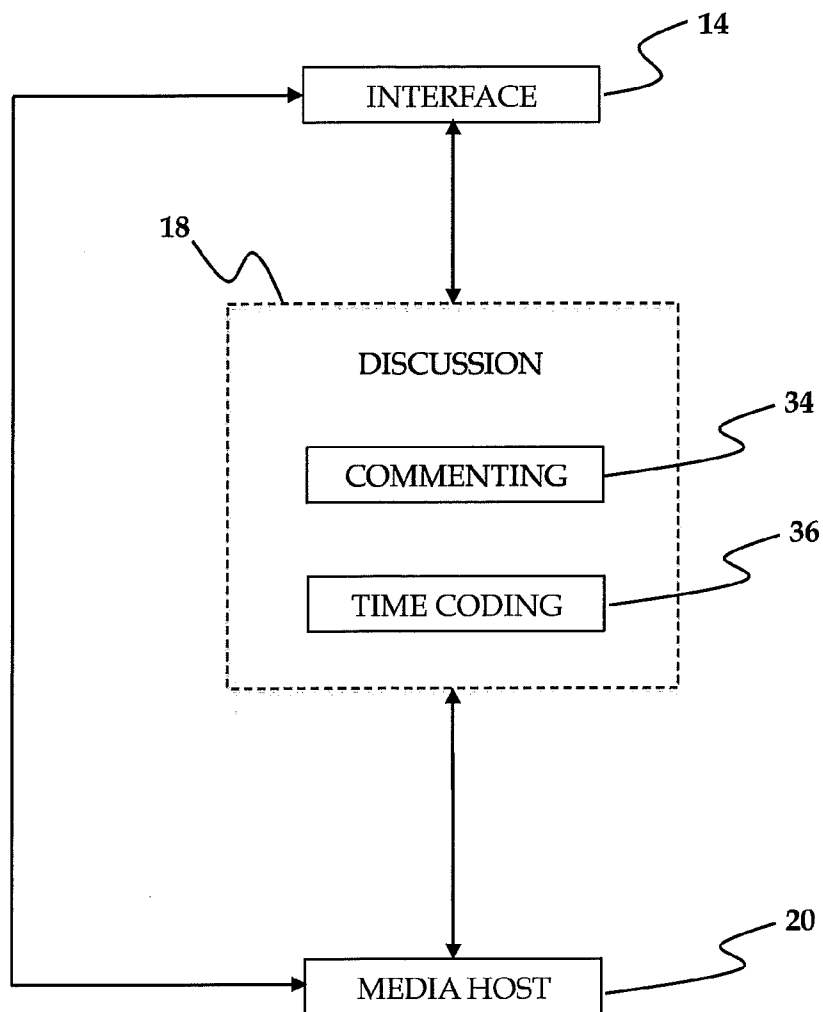 14
INTERFACE
18
DISCUSSION
34
COMMENTING
36
TIME CODING
20
MEDIA HOST